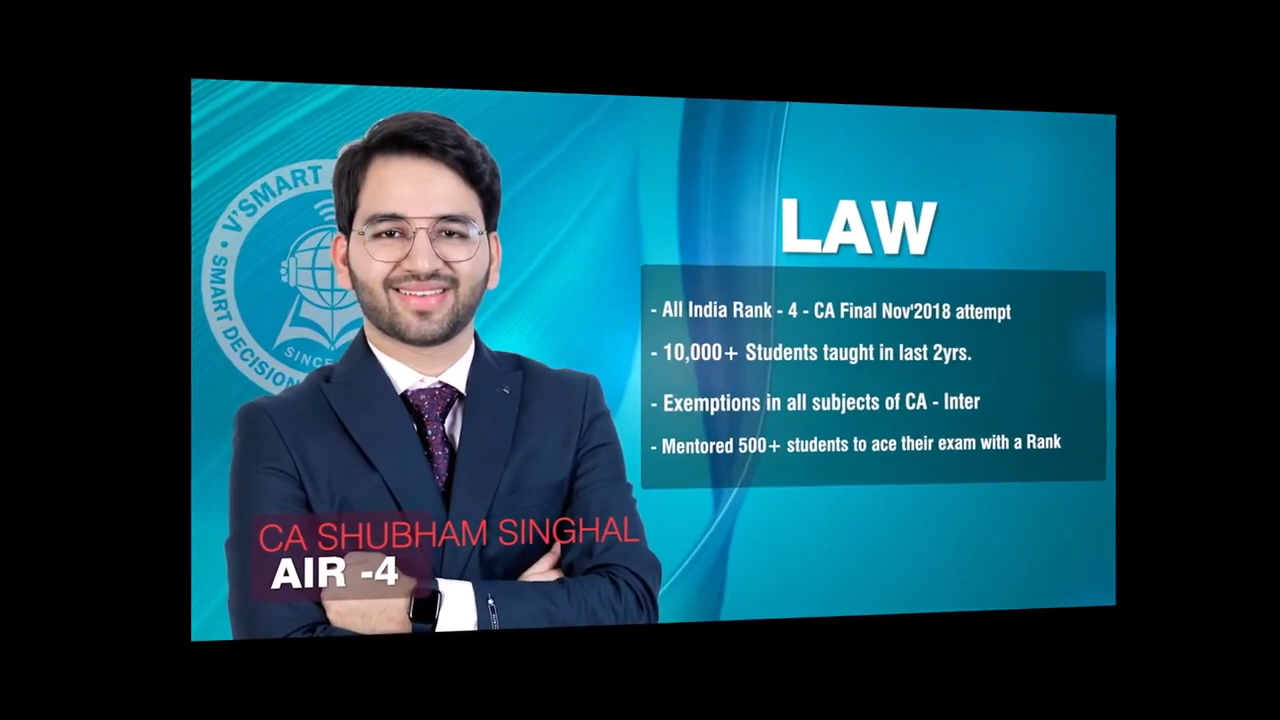 V'SMART
SMART DECISION
SINCE
LAW
- All India Rank - 4 - CA Final Nov'2018 attempt
- 10,000+ Students taught in last 2yrs.
- Exemptions in all subjects of CA - Inter
- Mentored 500+ students to ace their exam with a Rank
CA SHUBHAM SINGHAL
AIR -4